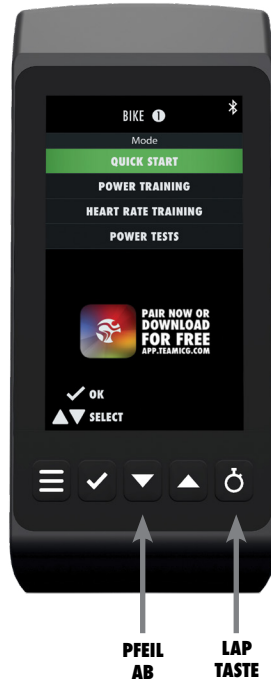 BIKE 1
Mode
QUICK START
POWER TRAINING
HEART RATE TRAINING
POWER TESTS
PAIR NOW OR
DOWNLOAD
FOR FREE
APP.TEAMICG.COM
OK
SELECT
PFEIL
AB
LAP
TASTE